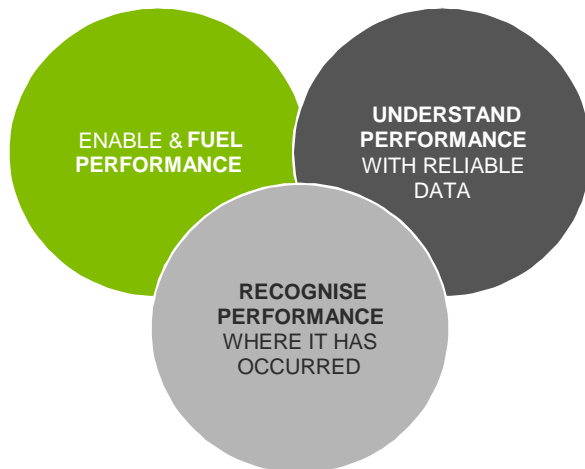 ENABLE & FUEL
PERFORMANCE
UNDERSTAND
PERFORMANCE
WITH RELIABLE
DATA
RECOGNISE
PERFORMANCE
WHERE IT HAS
OCCURRED